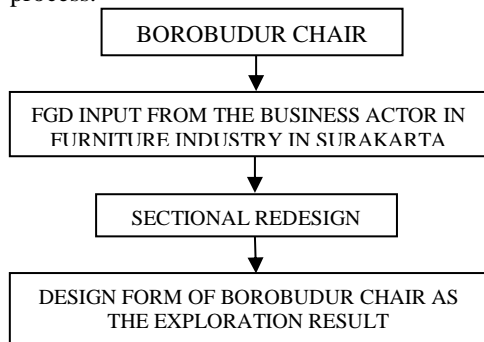 process.
BOROBUDUR CHAIR
FGD INPUT FROM THE BUSINESS ACTOR IN
FURNITURE INDUSTRY IN SURAKARTA
SECTIONAL REDESIGN
DESIGN FORM OF BOROBUDUR CHAIR AS
THE EXPLORATION RESULT